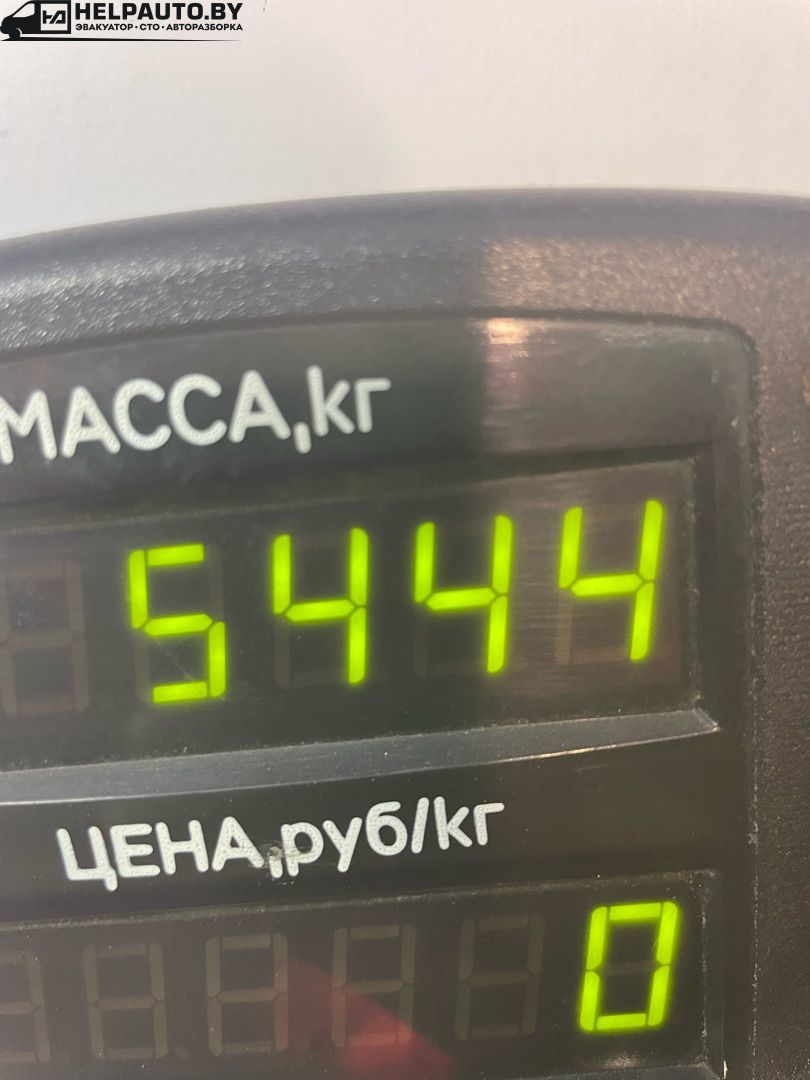 HELPAUTO.BY
ЭВАКУАТОР • СТО • АВТОРАЗБОРКА
МАССА,кг
5444
ЦЕНА,руб/кг
0